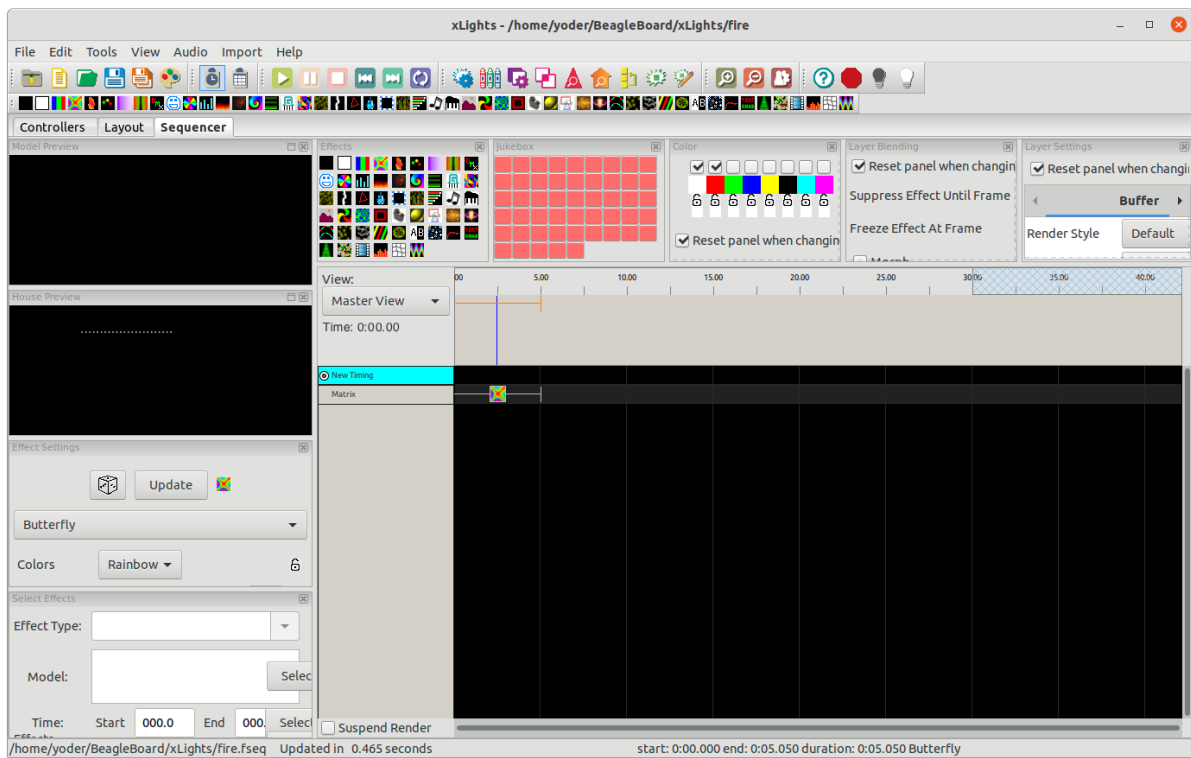 xLights - /home/yoder/BeagleBoard/xLights/fire
File Edit Tools View Audio Import Help
Controllers Layout Sequencer
Model Preview
Effects
Jukebox
Color
Layer Blending
Layer Settings
Reset panel when changin
Reset panel when changi
Suppress Effect Until Frame
Buffer
Freeze Effect At Frame
Render Style Default
Reset panel when changin
House Preview
View:
Master View
Time: 0:00.00
5.00 10.00 15.00 20.00 25.00 30.00 35.00 40.00
New Timing
Matrix
Effect Settings
Update
Butterfly
Colors Rainbow
Select Effects
Effect Type:
Model: Selec
Time: Start 000.0 End 000. Select
Suspend Render
/home/yoder/BeagleBoard/xLights/fire.fseq Updated in 0.465 seconds start: 0:00.000 end: 0:05.050 duration: 0:05.050 Butterfly